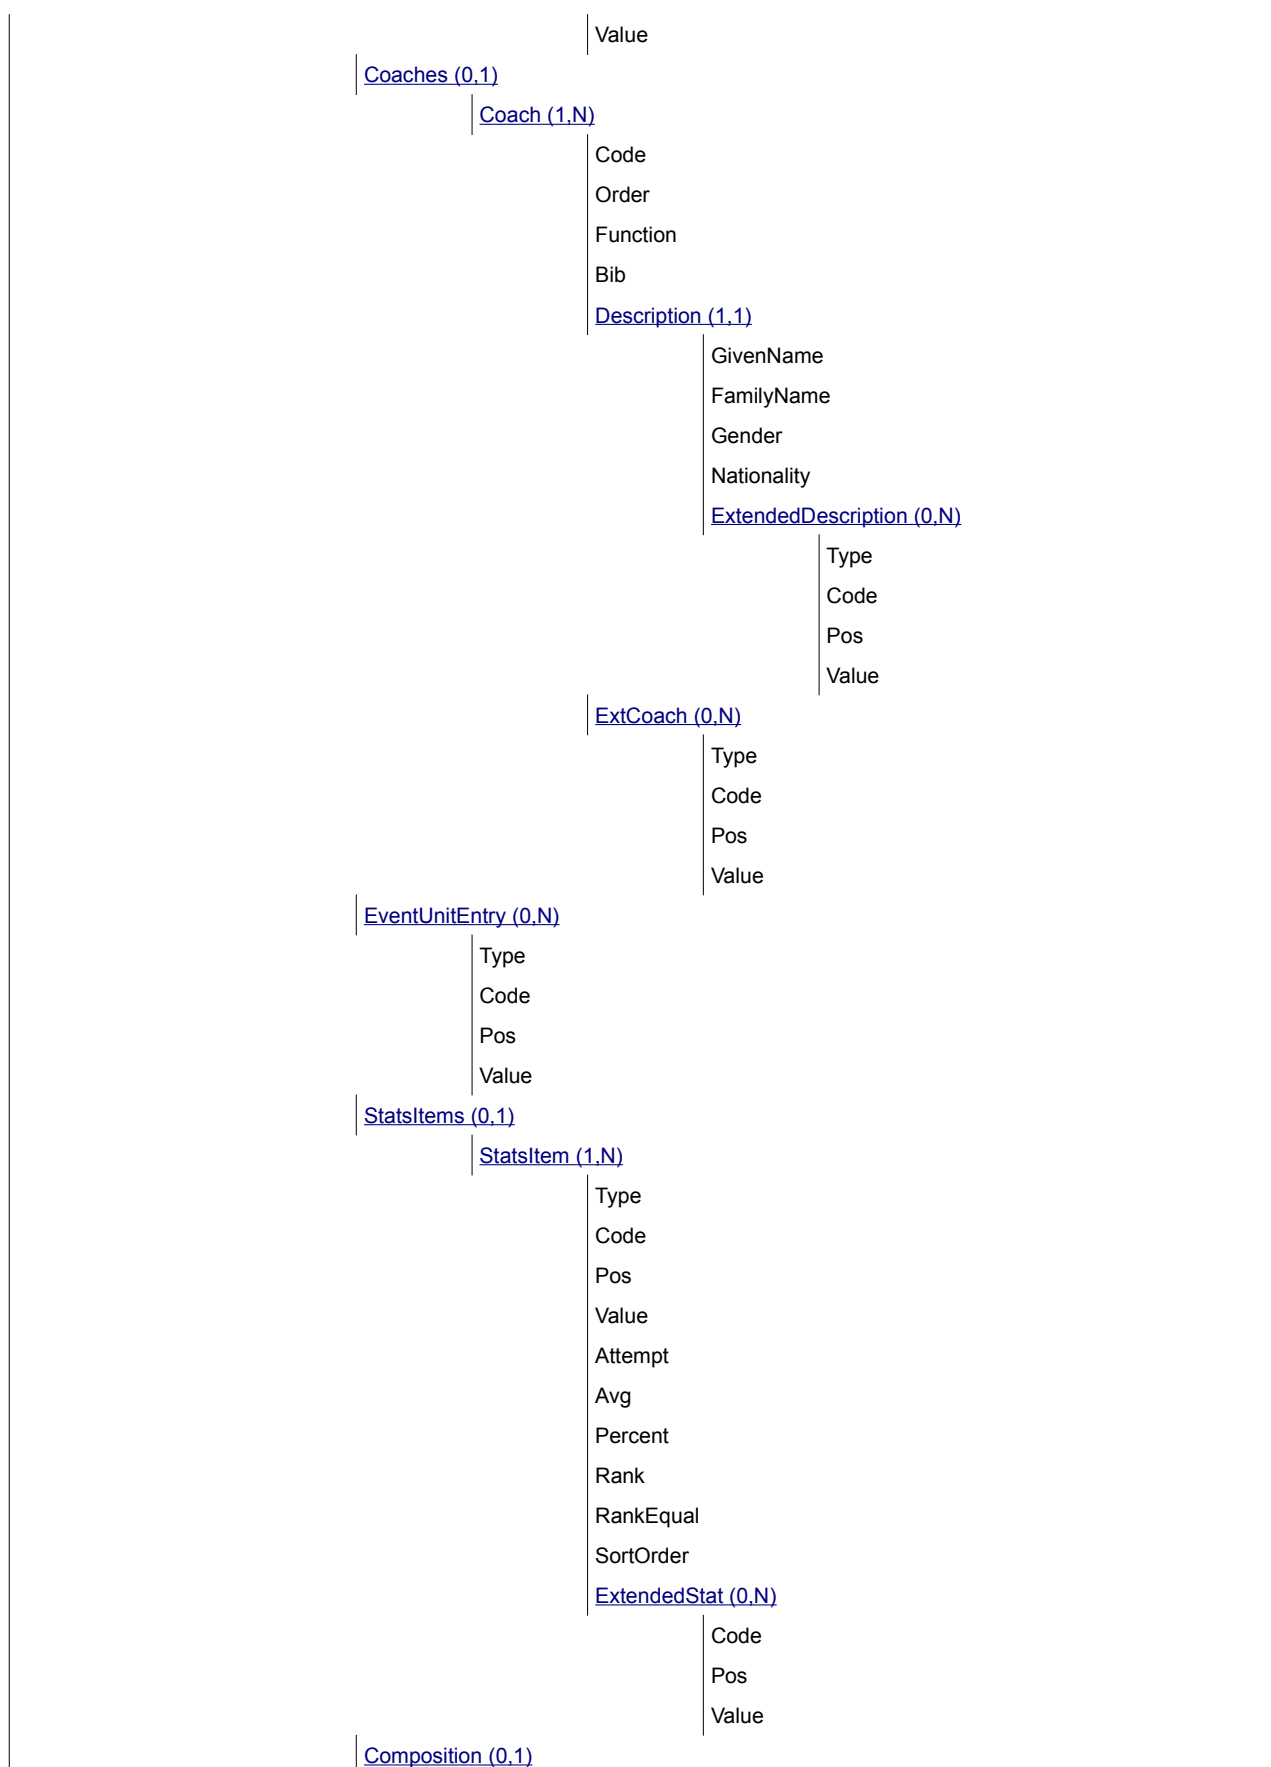 Value
Coaches (0,1)
Coach (1,N)
Code
Order
Function
Bib
Description (1,1)
GivenName
FamilyName
Gender
Nationality
ExtendedDescription (0,N)
Type
Code
Pos
Value
ExtCoach (0,N)
Type
Code
Pos
Value
EventUnitEntry (0,N)
Type
Code
Pos
Value
StatsItems (0,1)
StatsItem (1,N)
Type
Code
Pos
Value
Attempt
Avg
Percent
Rank
RankEqual
SortOrder
ExtendedStat (0,N)
Code
Pos
Value
Composition (0,1)